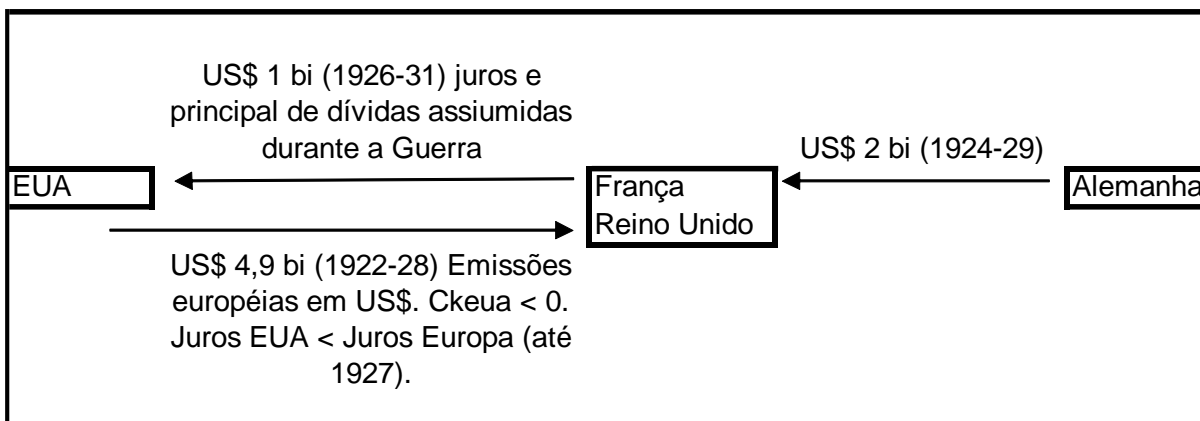 US$ 1 bi (1926-31) juros e
principal de dívidas assiumidas
durante a Guerra
US$ 2 bi (1924-29)
EUA
França
Reino Unido
Alemanha
US$ 4,9 bi (1922-28) Emissões
européias em US$. Ckeua < 0.
Juros EUA < Juros Europa (até
1927).